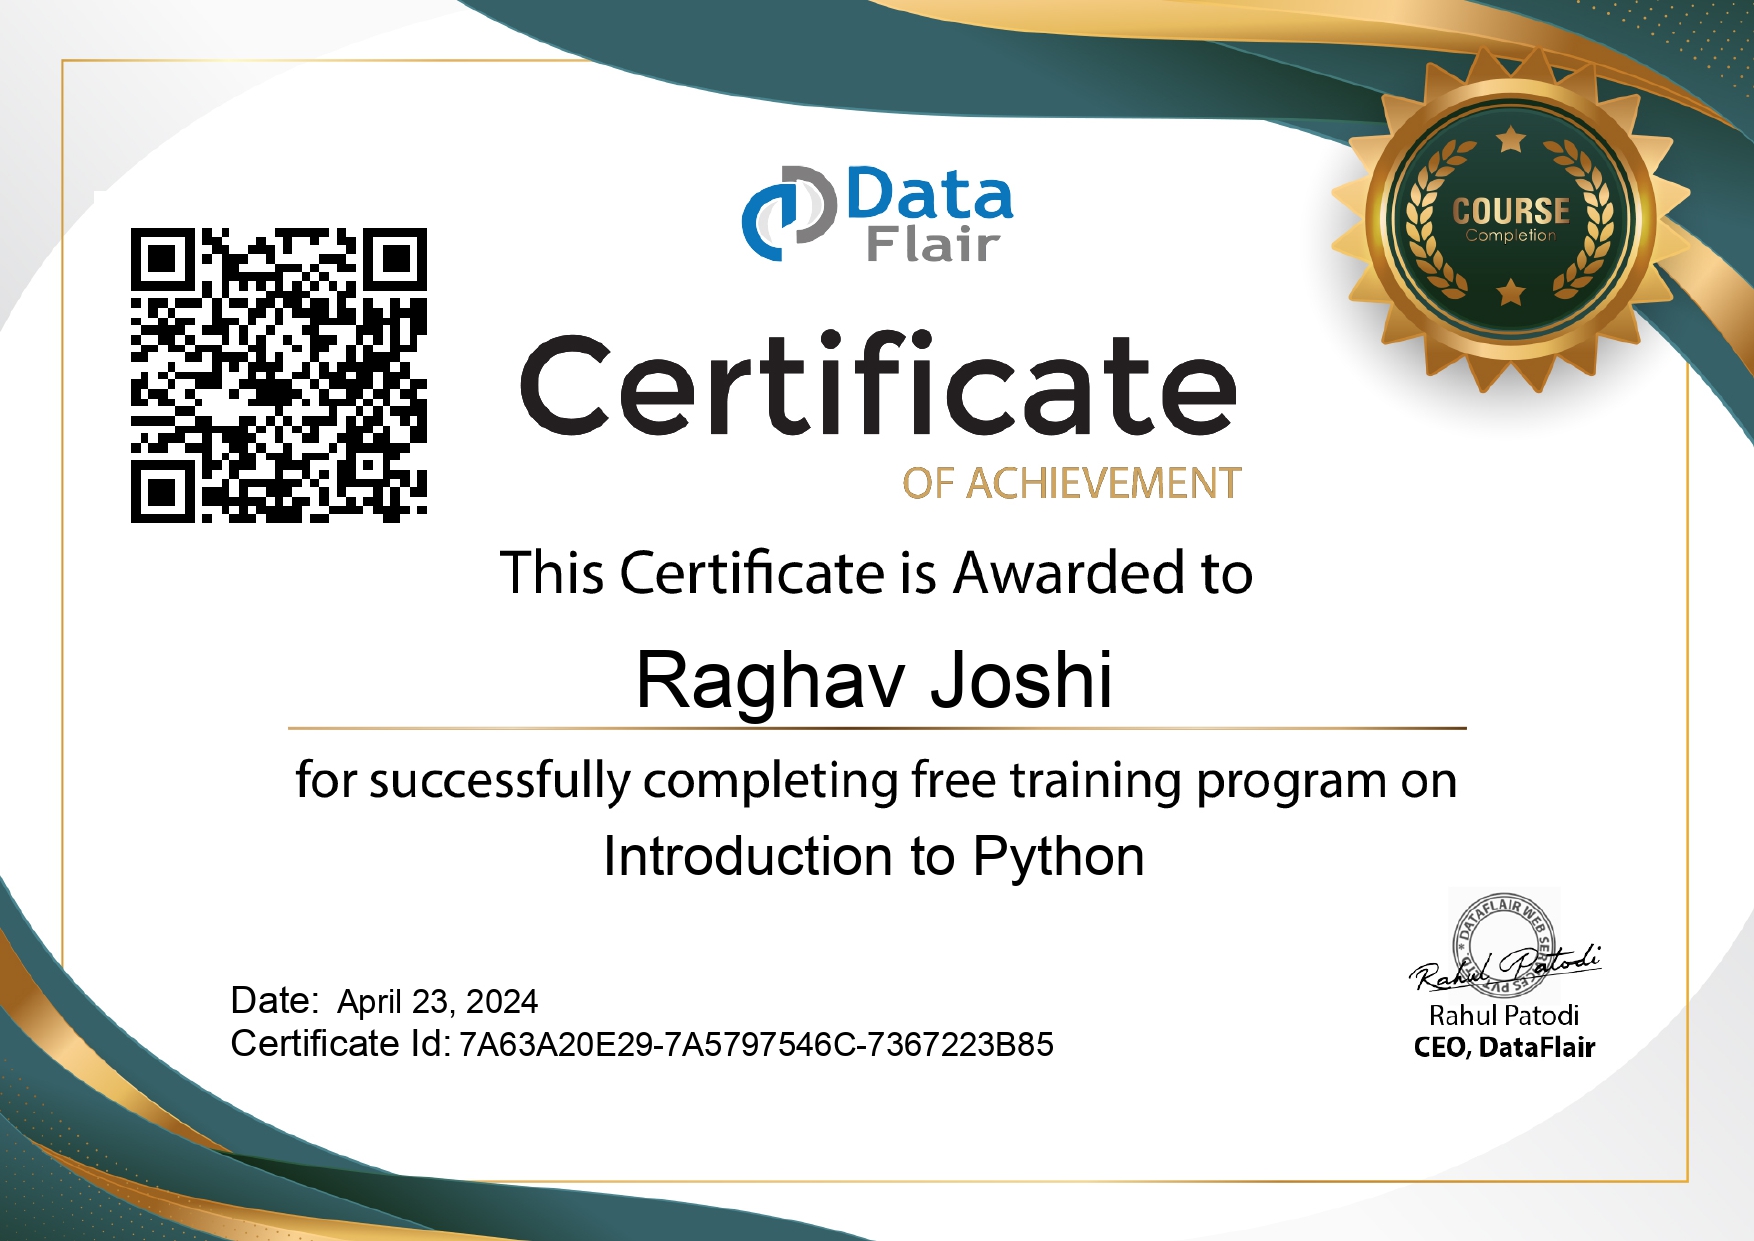 Data
Flair
COURSE
Completion
Certificate
OF ACHIEVEMENT
This Certificate is Awarded to
Raghav Joshi
for successfully completing free training program on
Introduction to Python
Date: April 23, 2024
Certificate Id: 7A63A20E29-7A5797546C-7367223B85
* DATAFLAIR WEB SERVICES PVT. LTD.
Rahul Patodi
Rahul Patodi
CEO, DataFlair